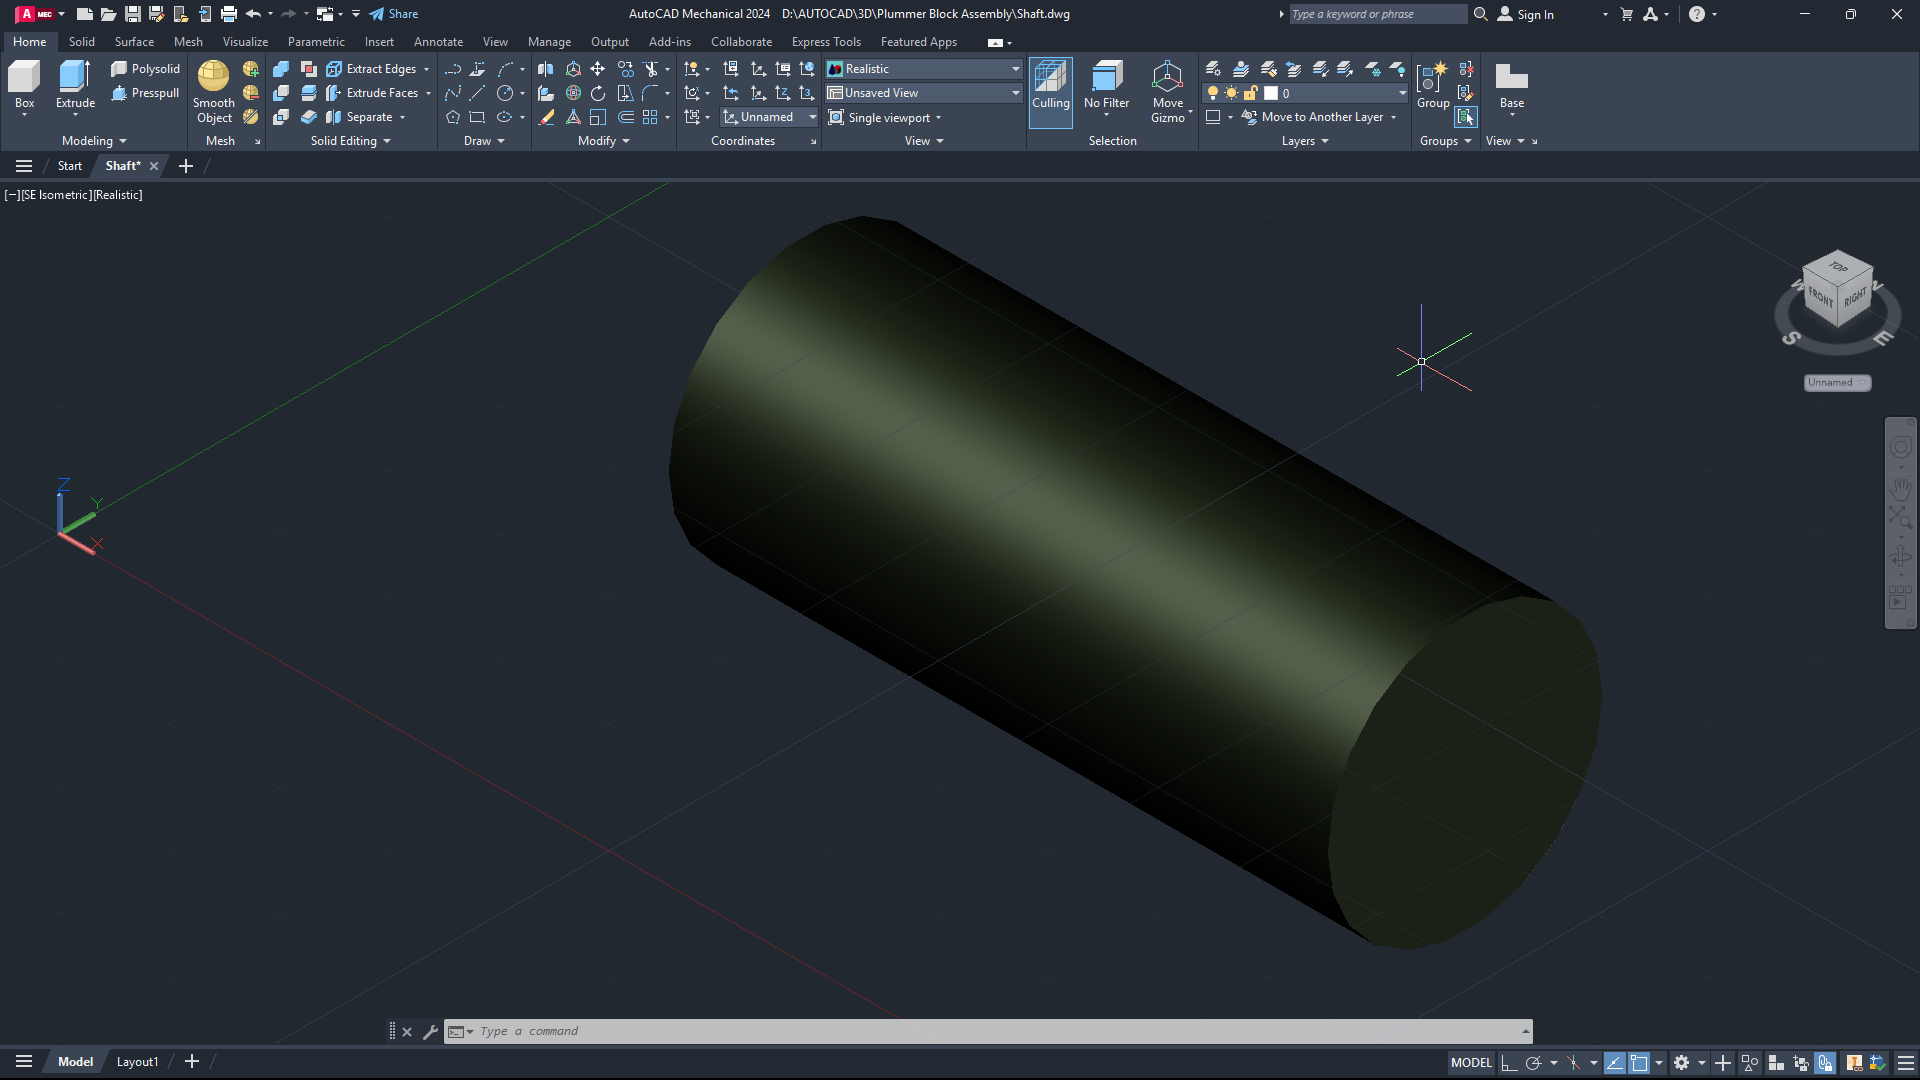 A MEC Share AutoCAD Mechanical 2024 D:\AUTOCAD\3D\Plummer Block Assembly\Shaft.dwg Type a keyword or phrase Sign In
Home Solid Surface Mesh Visualize Parametric Insert Annotate View Manage Output Add-ins Collaborate Express Tools Featured Apps
Polysolid Extract Edges Realistic
Presspull Extrude Faces Unsaved View 0
Box Extrude Smooth Object Culling No Filter Move Gizmo Group Base
Separate Unnamed Single viewport Move to Another Layer
Modeling Mesh Solid Editing Draw Modify Coordinates View Selection Layers Groups View
Start Shaft*
[−][SE Isometric][Realistic]
TOP
W N
FRONT RIGHT
S E
Unnamed
Z
Y
X
Type a command
Model Layout1 MODEL